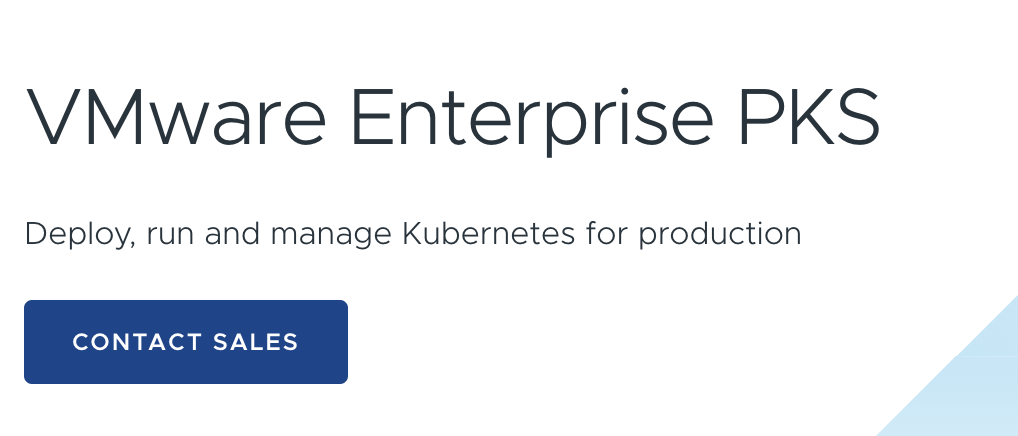 VMware Enterprise PKS
Deploy, run and manage Kubernetes for production
CONTACT SALES